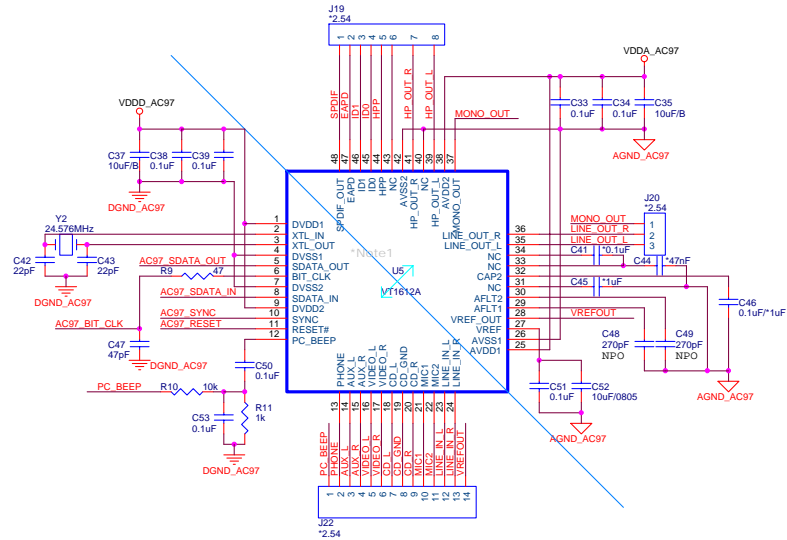 J19
*2.54
1 2 3 4 5 6 7 8
SPDIF
EAPD
ID1
ID0
HPP
HP_OUT_R
HP_OUT_L
MONO_OUT
VDDA_AC97
C33
0.1uF
C34
0.1uF
C35
10uF/B
AGND_AC97
VDDD_AC97
C37
10uF/B
C38
0.1uF
C39
0.1uF
DGND_AC97
48 47 46 45 44 43 42 41 40 39 38 37
SPDIF_OUT
EAPD
ID1
ID0
HPP
NC
AVSS2
HP_OUT_R
NC
HP_OUT_L
AVDD2
MONO_OUT
Y2
24.576MHz
C42
22pF
C43
22pF
DGND_AC97
AC97_SDATA_OUT
R9
47
AC97_SDATA_IN
AC97_SYNC
AC97_BIT_CLK
AC97_RESET
C47
47pF
DGND_AC97
1 DVDD1
2 XTL_IN
3 XTL_OUT
4 DVSS1
5 SDATA_OUT
6 BIT_CLK
7 DVSS2
8 SDATA_IN
9 DVDD2
10 SYNC
11 RESET#
12 PC_BEEP
*Note1
U5
VT1612A
LINE_OUT_R 36
LINE_OUT_L 35
NC 34
NC 33
CAP2 32
NC 31
AFLT2 30
AFLT1 29
VREF_OUT 28
VREF 27
AVSS1 26
AVDD1 25
J20
*2.54
1
2
3
MONO_OUT
LINE_OUT_R
LINE_OUT_L
C41
*0.1uF
C44
*47nF
C45
*1uF
C46
0.1uF/*1uF
VREFOUT
C48
270pF
NPO
C49
270pF
NPO
AGND_AC97
C51
0.1uF
C52
10uF/0805
AGND_AC97
PC_BEEP
R10
10k
C50
0.1uF
C53
0.1uF
R11
1k
DGND_AC97
PHONE
AUX_L
AUX_R
VIDEO_L
VIDEO_R
CD_L
CD_GND
CD_R
MIC1
MIC2
LINE_IN_L
LINE_IN_R
13 14 15 16 17 18 19 20 21 22 23 24
PC_BEEP
PHONE
AUX_L
AUX_R
VIDEO_L
VIDEO_R
CD_L
CD_GND
CD_R
MIC1
MIC2
LINE_IN_L
LINE_IN_R
VREFOUT
1 2 3 4 5 6 7 8 9 10 11 12 13 14
J22
*2.54